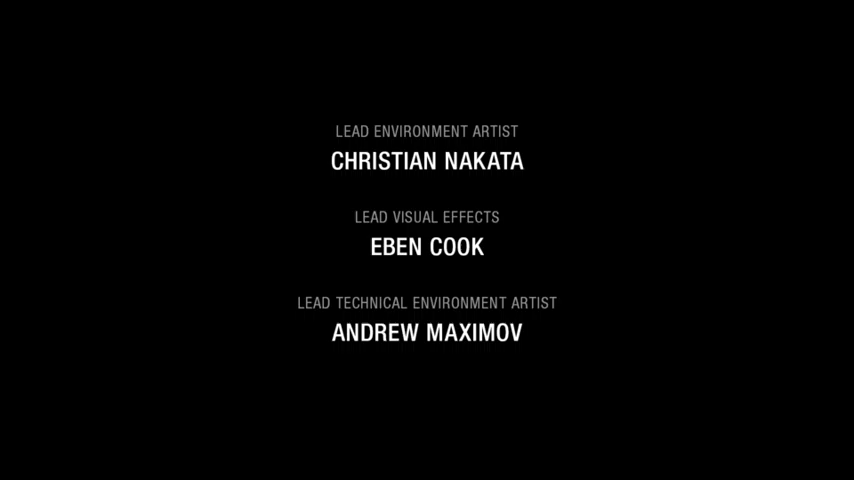 LEAD ENVIRONMENT ARTIST
CHRISTIAN NAKATA
LEAD VISUAL EFFECTS
EBEN COOK
LEAD TECHNICAL ENVIRONMENT ARTIST
ANDREW MAXIMOV